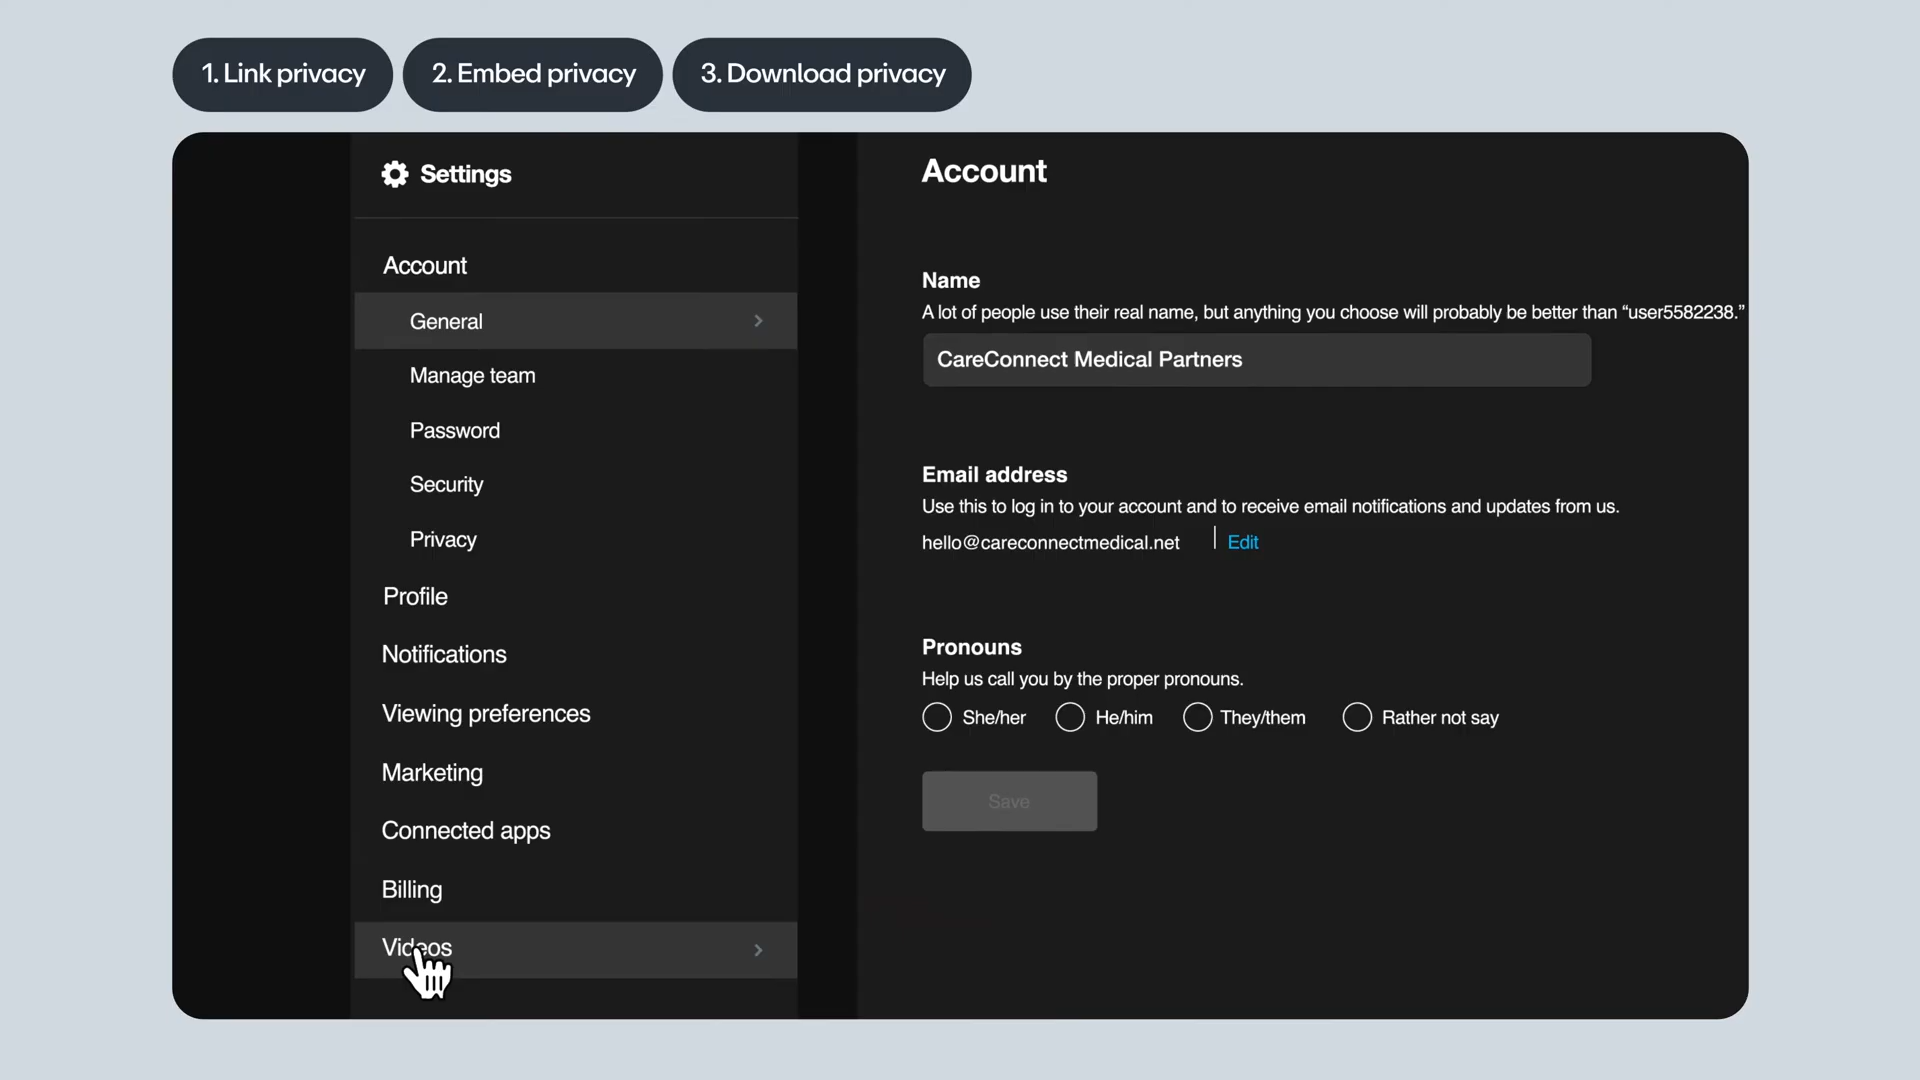 1. Link privacy
2. Embed privacy
3. Download privacy
Settings
Account
General
Manage team
Password
Security
Privacy
Profile
Notifications
Viewing preferences
Marketing
Connected apps
Billing
Videos
Account
Name
A lot of people use their real name, but anything you choose will probably be better than “user5582238.”
CareConnect Medical Partners
Email address
Use this to log in to your account and to receive email notifications and updates from us.
hello@careconnectmedical.net | Edit
Pronouns
Help us call you by the proper pronouns.
She/her He/him They/them Rather not say
Save